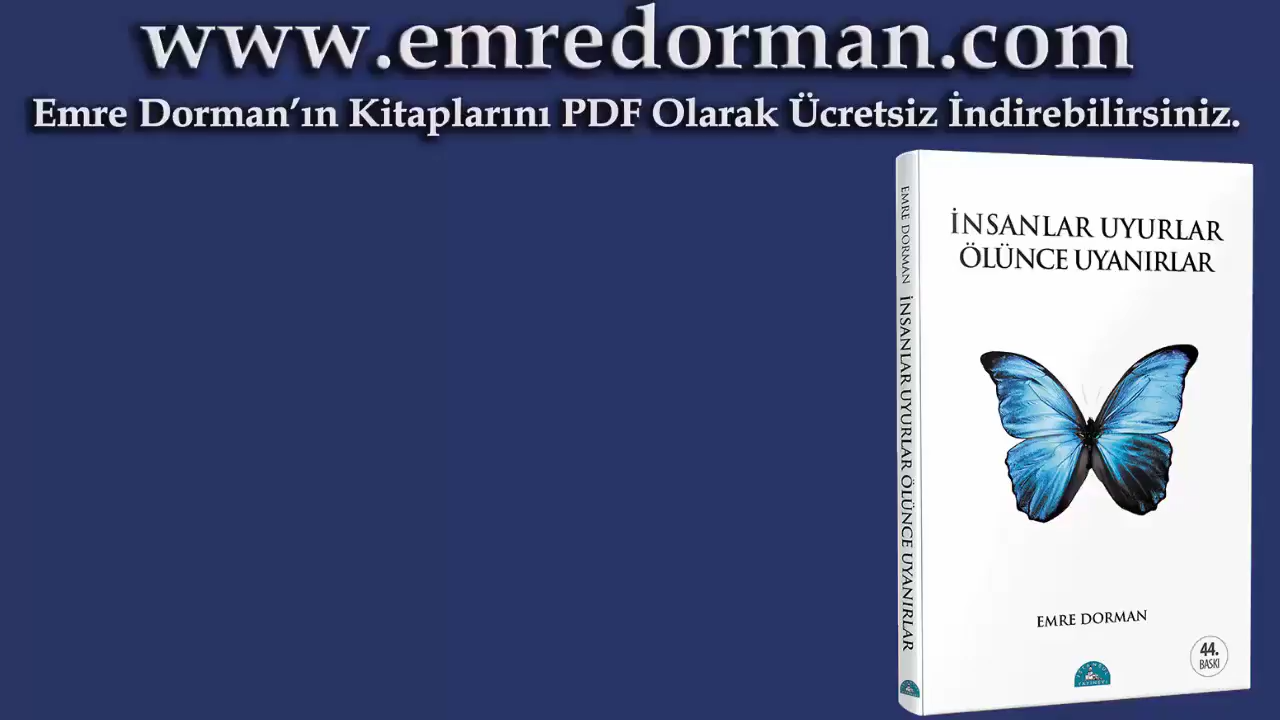 www.emredorman.com
Emre Dorman’ın Kitaplarını PDF Olarak Ücretsiz İndirebilirsiniz.
EMRE DORMAN İNSANLAR UYURLAR ÖLÜNCE UYANIRLAR
İNSANLAR UYURLAR
ÖLÜNCE UYANIRLAR
EMRE DORMAN
44.
BASKI